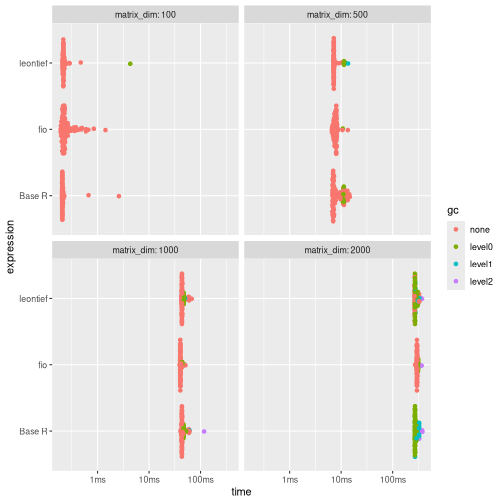 matrix_dim: 100
matrix_dim: 500
leontief
fio
Base R
matrix_dim: 1000
matrix_dim: 2000
leontief
fio
Base R
1ms
10ms
100ms
1ms
10ms
100ms
time
expression
gc
none
level0
level1
level2